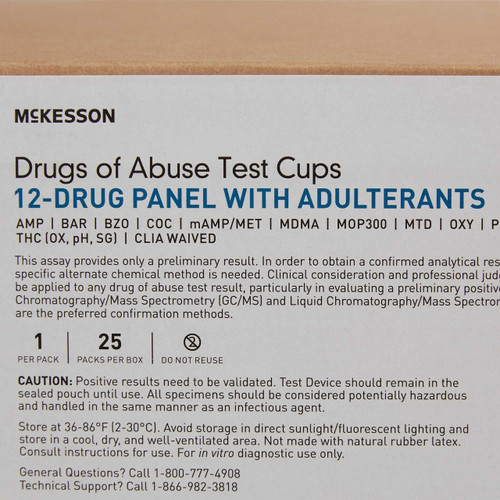 McKESSON
Drugs of Abuse Test Cups
12-DRUG PANEL WITH ADULTERANTS
AMP | BAR | BZO | COC | mAMP/MET | MDMA | MOP300 | MTD | OXY | P
THC (OX, pH, SG) | CLIA WAIVED
This assay provides only a preliminary result. In order to obtain a confirmed analytical res
specific alternate chemical method is needed. Clinical consideration and professional jud
be applied to any drug of abuse test result, particularly in evaluating a preliminary positive
Chromatography/Mass Spectrometry (GC/MS) and Liquid Chromatography/Mass Spectror
are the preferred confirmation methods.
1 | 25
PER PACK | PACKS PER BOX | DO NOT REUSE
CAUTION: Positive results need to be validated. Test Device should remain in the
sealed pouch until use. All specimens should be considered potentially hazardous
and handled in the same manner as an infectious agent.
Store at 36-86°F (2-30°C). Avoid storage in direct sunlight/fluorescent lighting and
store in a cool, dry, and well-ventilated area. Not made with natural rubber latex.
Consult instructions for use. For in vitro diagnostic use only.
General Questions? Call 1-800-777-4908
Technical Support? Call 1-866-982-3818